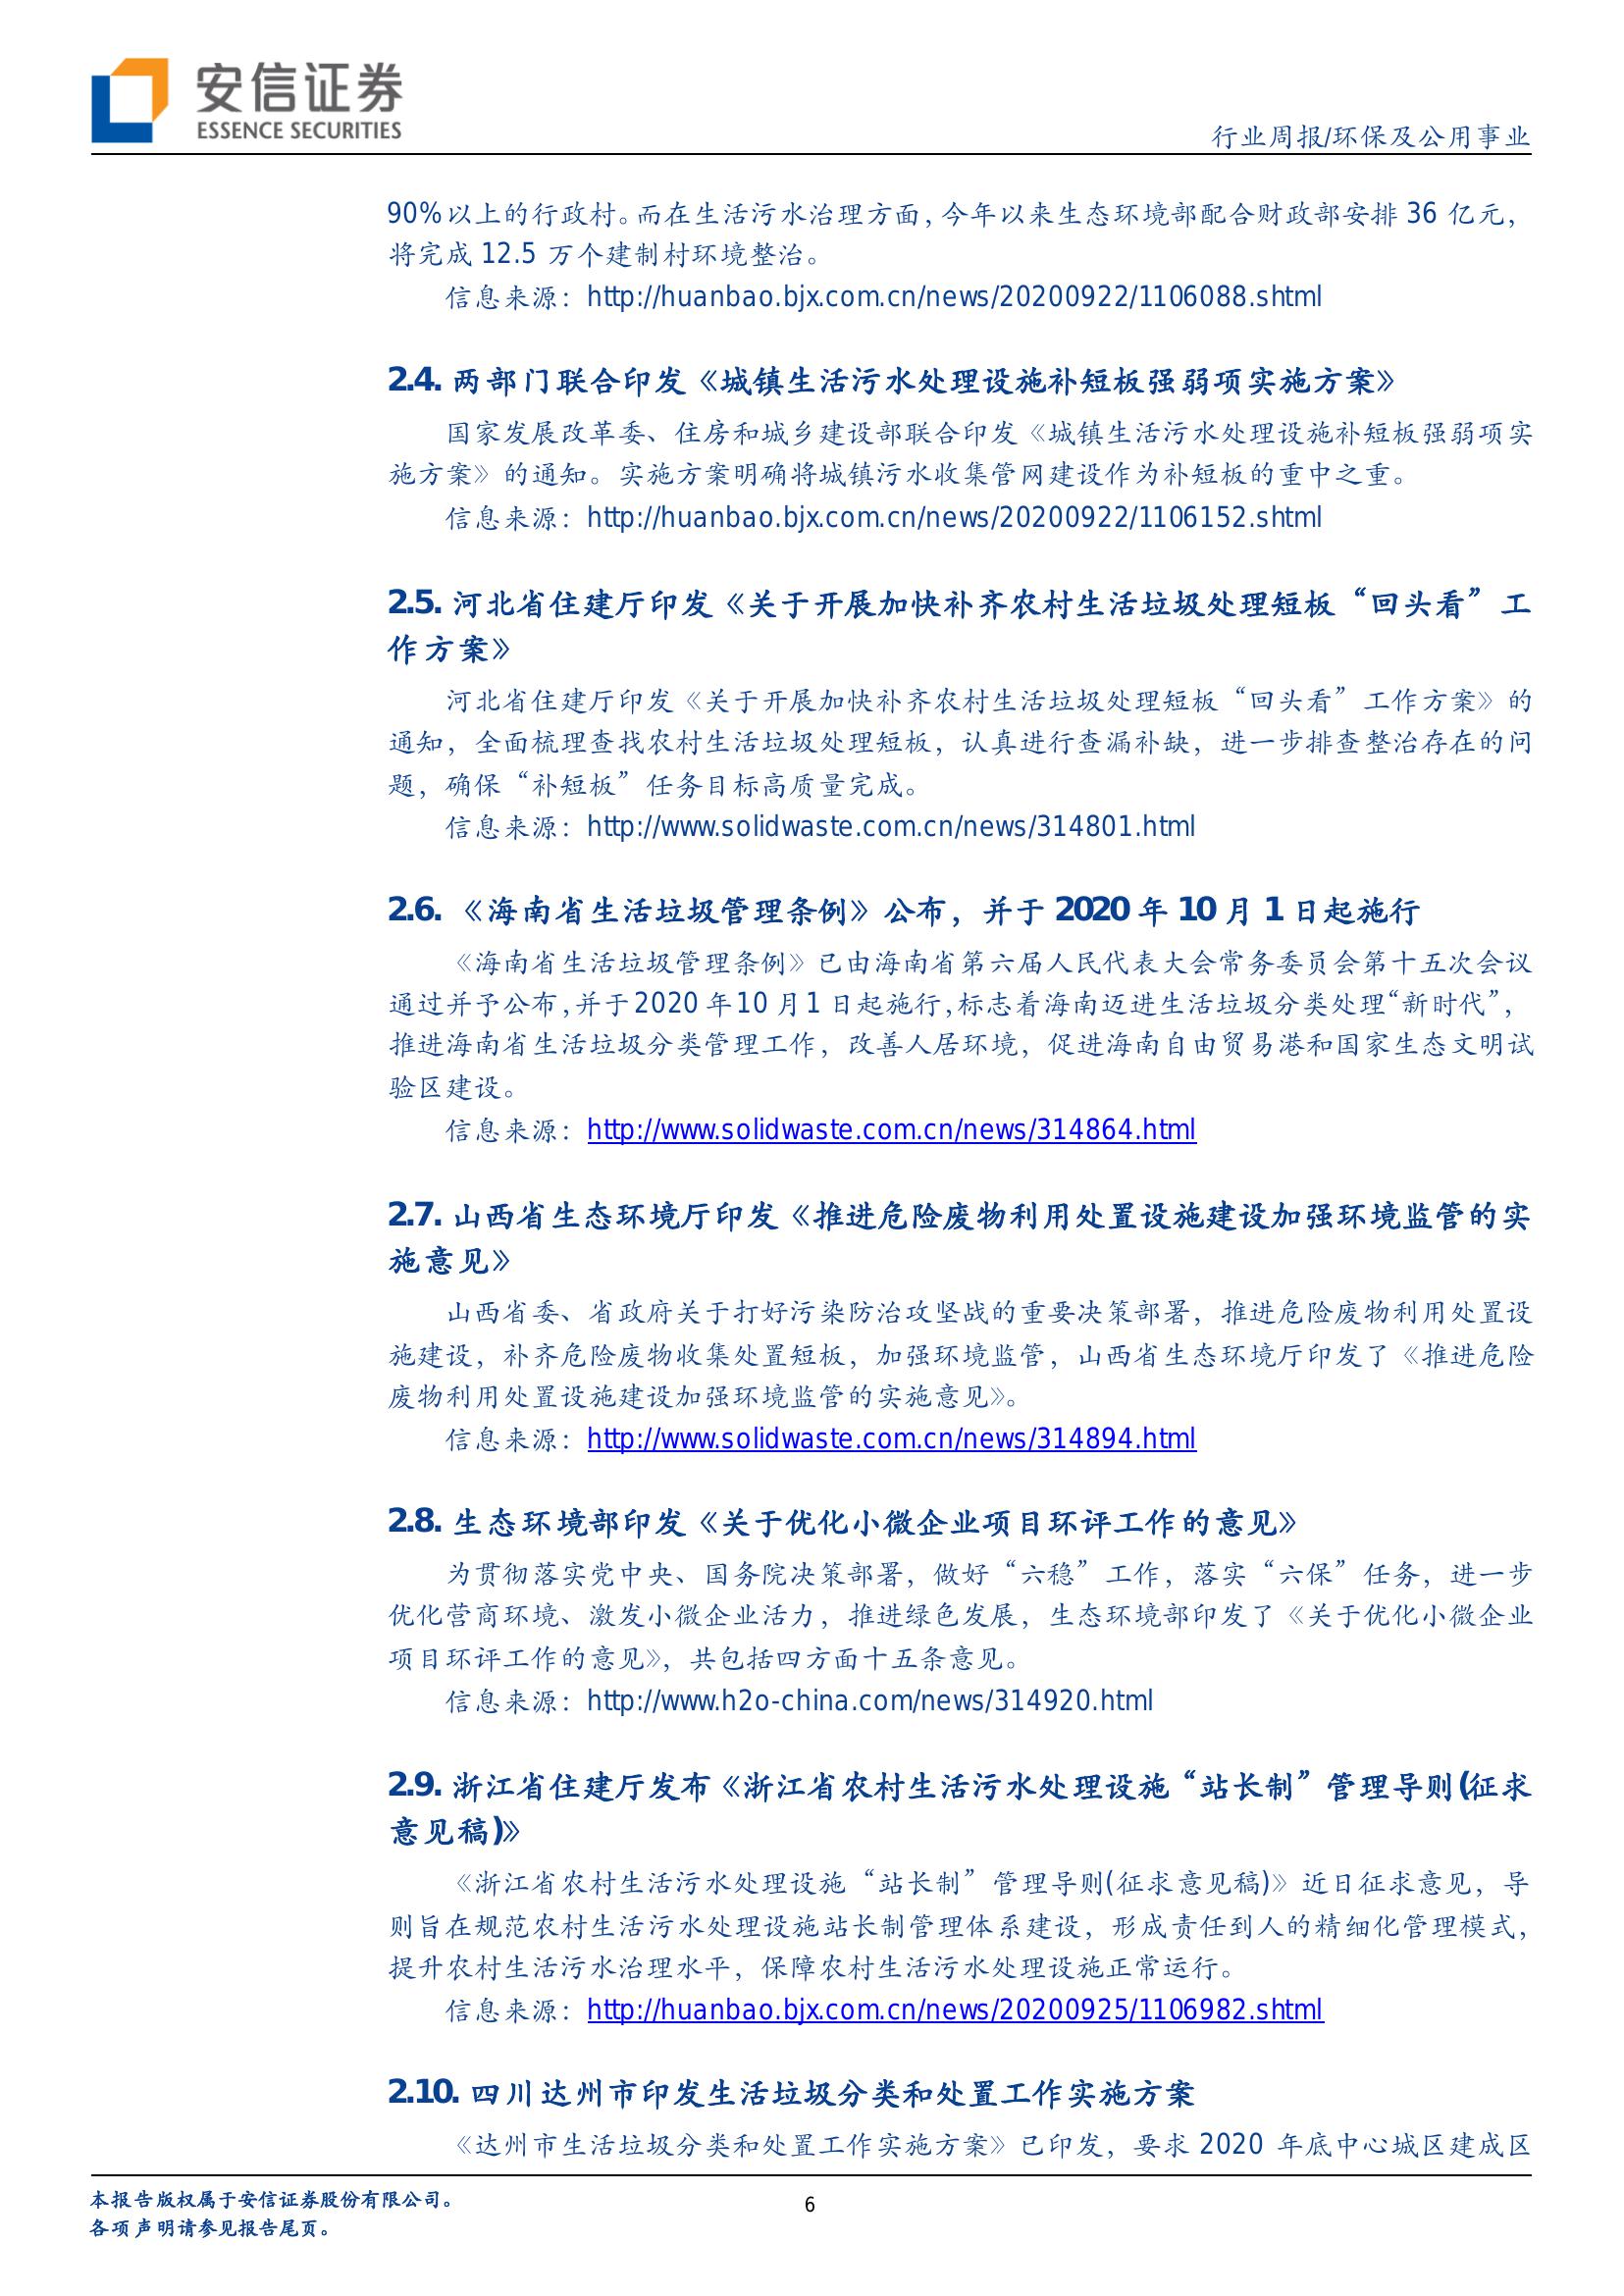 安信证券
ESSENCE SECURITIES
行业周报/环保及公用事业
90%以上的行政村。而在生活污水治理方面，今年以来生态环境部配合财政部安排 36 亿元，
将完成 12.5 万个建制村环境整治。
信息来源：http://huanbao.bjx.com.cn/news/20200922/1106088.shtml
2.4. 两部门联合印发《城镇生活污水处理设施补短板强弱项实施方案》
国家发展改革委、住房和城乡建设部联合印发《城镇生活污水处理设施补短板强弱项实
施方案》的通知。实施方案明确将城镇污水收集管网建设作为补短板的重中之重。
信息来源：http://huanbao.bjx.com.cn/news/20200922/1106152.shtml
2.5. 河北省住建厅印发《关于开展加快补齐农村生活垃圾处理短板“回头看”工
作方案》
河北省住建厅印发《关于开展加快补齐农村生活垃圾处理短板“回头看”工作方案》的
通知，全面梳理查找农村生活垃圾处理短板，认真进行查漏补缺，进一步排查整治存在的问
题，确保“补短板”任务目标高质量完成。
信息来源：http://www.solidwaste.com.cn/news/314801.html
2.6. 《海南省生活垃圾管理条例》公布，并于 2020 年 10 月 1 日起施行
《海南省生活垃圾管理条例》已由海南省第六届人民代表大会常务委员会第十五次会议
通过并予公布，并于 2020 年 10 月 1 日起施行，标志着海南迈进生活垃圾分类处理“新时代”，
推进海南省生活垃圾分类管理工作，改善人居环境，促进海南自由贸易港和国家生态文明试
验区建设。
信息来源：http://www.solidwaste.com.cn/news/314864.html
2.7. 山西省生态环境厅印发《推进危险废物利用处置设施建设加强环境监管的实
施意见》
山西省委、省政府关于打好污染防治攻坚战的重要决策部署，推进危险废物利用处置设
施建设，补齐危险废物收集处置短板，加强环境监管，山西省生态环境厅印发了《推进危险
废物利用处置设施建设加强环境监管的实施意见》。
信息来源：http://www.solidwaste.com.cn/news/314894.html
2.8. 生态环境部印发《关于优化小微企业项目环评工作的意见》
为贯彻落实党中央、国务院决策部署，做好“六稳”工作，落实“六保”任务，进一步
优化营商环境、激发小微企业活力，推进绿色发展，生态环境部印发了《关于优化小微企业
项目环评工作的意见》，共包括四方面十五条意见。
信息来源：http://www.h2o-china.com/news/314920.html
2.9. 浙江省住建厅发布《浙江省农村生活污水处理设施“站长制”管理导则(征求
意见稿)》
《浙江省农村生活污水处理设施“站长制”管理导则(征求意见稿)》近日征求意见，导
则旨在规范农村生活污水处理设施站长制管理体系建设，形成责任到人的精细化管理模式，
提升农村生活污水治理水平，保障农村生活污水处理设施正常运行。
信息来源：http://huanbao.bjx.com.cn/news/20200925/1106982.shtml
2.10. 四川达州市印发生活垃圾分类和处置工作实施方案
《达州市生活垃圾分类和处置工作实施方案》已印发，要求 2020 年底中心城区建成区
本报告版权属于安信证券股份有限公司。
各项声明请参见报告尾页。
6